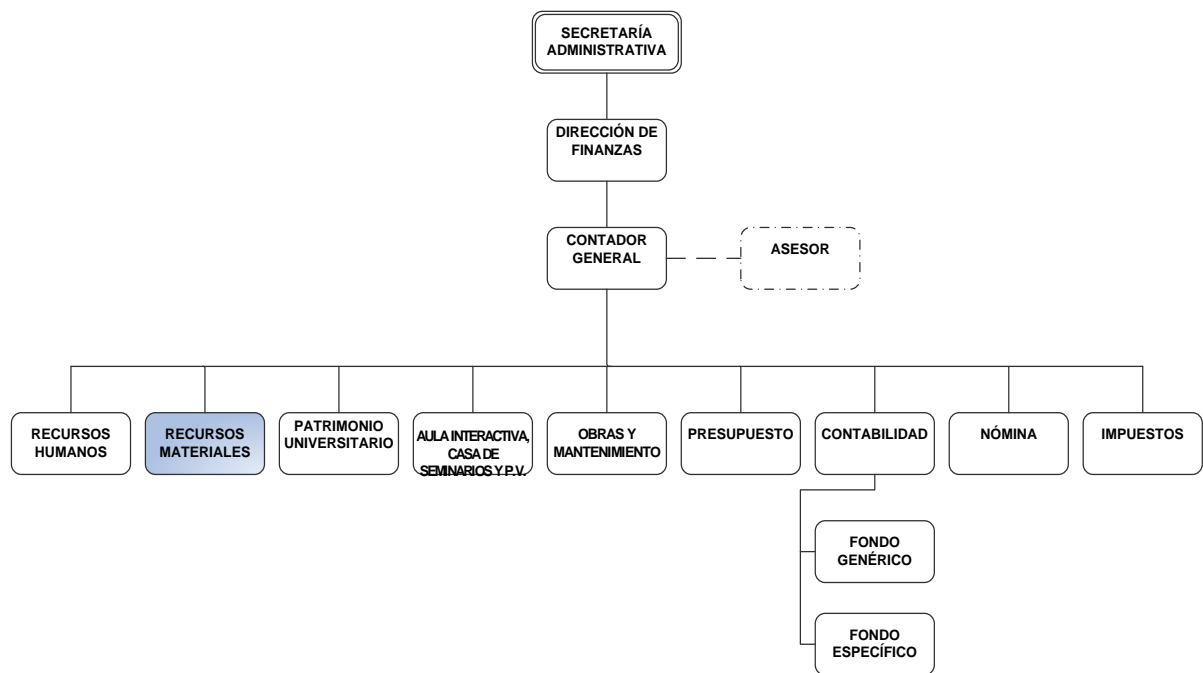 SECRETARÍA
ADMINISTRATIVA
DIRECCIÓN DE
FINANZAS
CONTADOR
GENERAL
ASESOR
RECURSOS
HUMANOS
RECURSOS
MATERIALES
PATRIMONIO
UNIVERSITARIO
AULA INTERACTIVA,
CASA DE
SEMINARIOS Y P.V.
OBRAS Y
MANTENIMIENTO
PRESUPUESTO
CONTABILIDAD
NÓMINA
IMPUESTOS
FONDO
GENÉRICO
FONDO
ESPECÍFICO